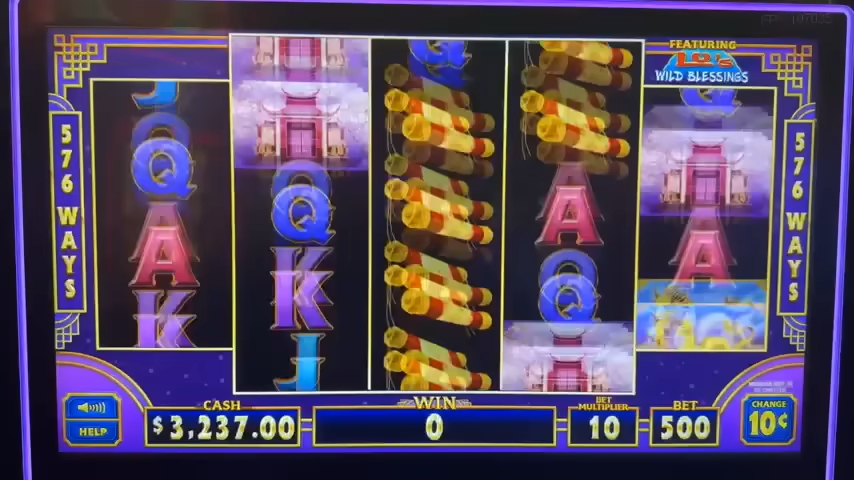 FEATURING
WILD BLESSINGS
576 WAYS
576 WAYS
J
Q
Q
A
K
Q
K
J
A
Q
A
CASH
WIN
BET MULTIPLIER
BET
CHANGE
HELP
$3,237.00
0
10
500
10¢